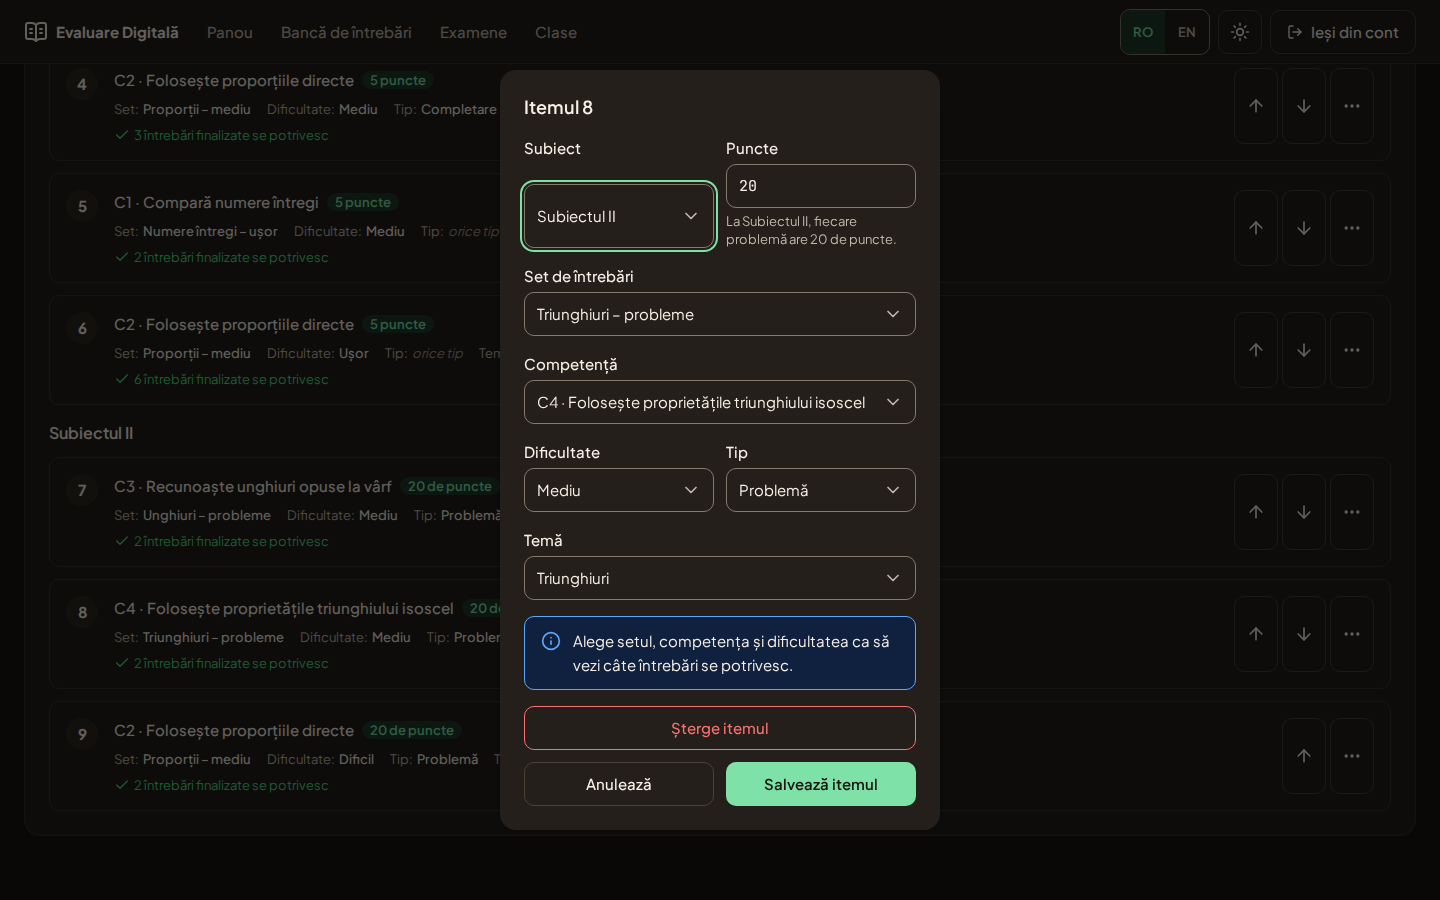 Evaluare Digitală
Panou
Bancă de întrebări
Examene
Clase
RO
EN
Ieși din cont
4
C2 · Folosește proporțiile directe
5 puncte
Set: Proporții – mediu
Dificultate: Mediu
Tip: Completare
3 întrebări finalizate se potrivesc
5
C1 · Compară numere întregi
5 puncte
Set: Numere întregi – ușor
Dificultate: Mediu
Tip: orice tip
2 întrebări finalizate se potrivesc
6
C2 · Folosește proporțiile directe
5 puncte
Set: Proporții – mediu
Dificultate: Ușor
Tip: orice tip
6 întrebări finalizate se potrivesc
Subiectul II
7
C3 · Recunoaște unghiuri opuse la vârf
20 de puncte
Set: Unghiuri – probleme
Dificultate: Mediu
Tip: Problemă
2 întrebări finalizate se potrivesc
8
C4 · Folosește proprietățile triunghiului isoscel
Set: Triunghiuri – probleme
Dificultate: Mediu
Tip:
2 întrebări finalizate se potrivesc
9
C2 · Folosește proporțiile directe
20 de puncte
Set: Proporții – mediu
Dificultate: Dificil
Tip: Problemă
2 întrebări finalizate se potrivesc
Itemul 8
Subiect
Subiectul II
Puncte
20
La Subiectul II, fiecare
problemă are 20 de puncte.
Set de întrebări
Triunghiuri – probleme
Competență
C4 · Folosește proprietățile triunghiului isoscel
Dificultate
Mediu
Tip
Problemă
Temă
Triunghiuri
Alege setul, competența și dificultatea ca să
vezi câte întrebări se potrivesc.
Șterge itemul
Anulează
Salvează itemul